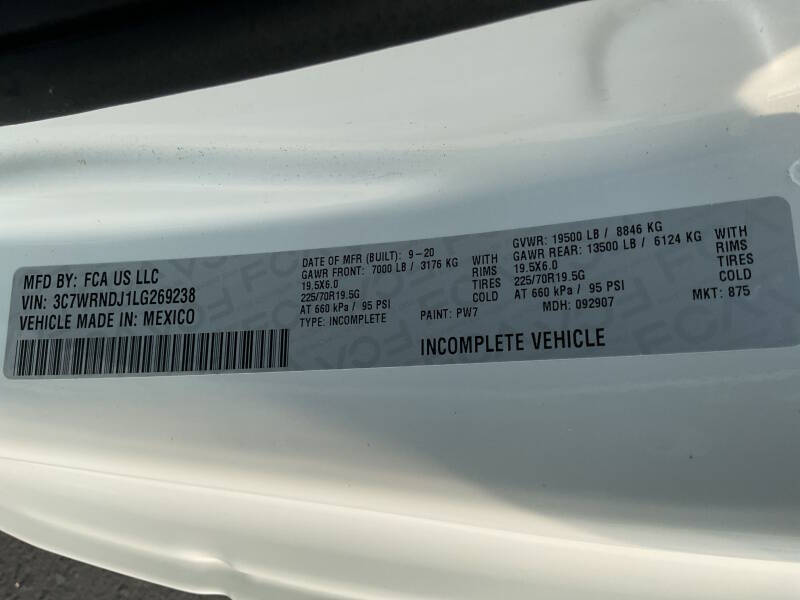 MFD BY: FCA US LLC
VIN: 3C7WRNDJ1LG269238
VEHICLE MADE IN: MEXICO
DATE OF MFR (BUILT): 9-20
GAWR FRONT: 7000 LB / 3176 KG WITH
19.5X6.0 RIMS
225/70R19.5G TIRES
AT 660 kPa / 95 PSI COLD
TYPE: INCOMPLETE
PAINT: PW7
GVWR: 19500 LB / 8846 KG
GAWR REAR: 13500 LB / 6124 KG WITH
19.5X6.0 RIMS
225/70R19.5G TIRES
AT 660 kPa / 95 PSI COLD
MDH: 092907
MKT: 875
INCOMPLETE VEHICLE